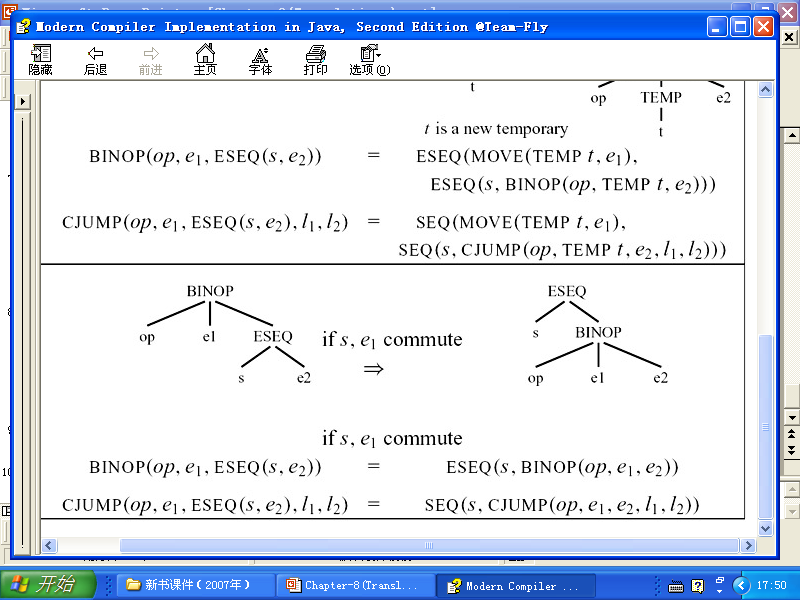 Modern Compiler Implementation in Java, Second Edition @Team-Fly
隐藏 后退 前进 主页 字体 打印 选项(O)
t op TEMP e2
t is a new temporary t
BINOP(op, e1, ESEQ(s, e2)) = ESEQ(MOVE(TEMP t, e1),
ESEQ(s, BINOP(op, TEMP t, e2)))
CJUMP(op, e1, ESEQ(s, e2), l1, l2) = SEQ(MOVE(TEMP t, e1),
SEQ(s, CJUMP(op, TEMP t, e2, l1, l2)))
BINOP ESEQ
op e1 ESEQ if s, e1 commute s BINOP
⇒
s e2 op e1 e2
if s, e1 commute
BINOP(op, e1, ESEQ(s, e2)) = ESEQ(s, BINOP(op, e1, e2))
CJUMP(op, e1, ESEQ(s, e2), l1, l2) = SEQ(s, CJUMP(op, e1, e2, l1, l2))
开始 新书课件(2007年) Chapter-8(Transl... Modern Compiler ... 17:50